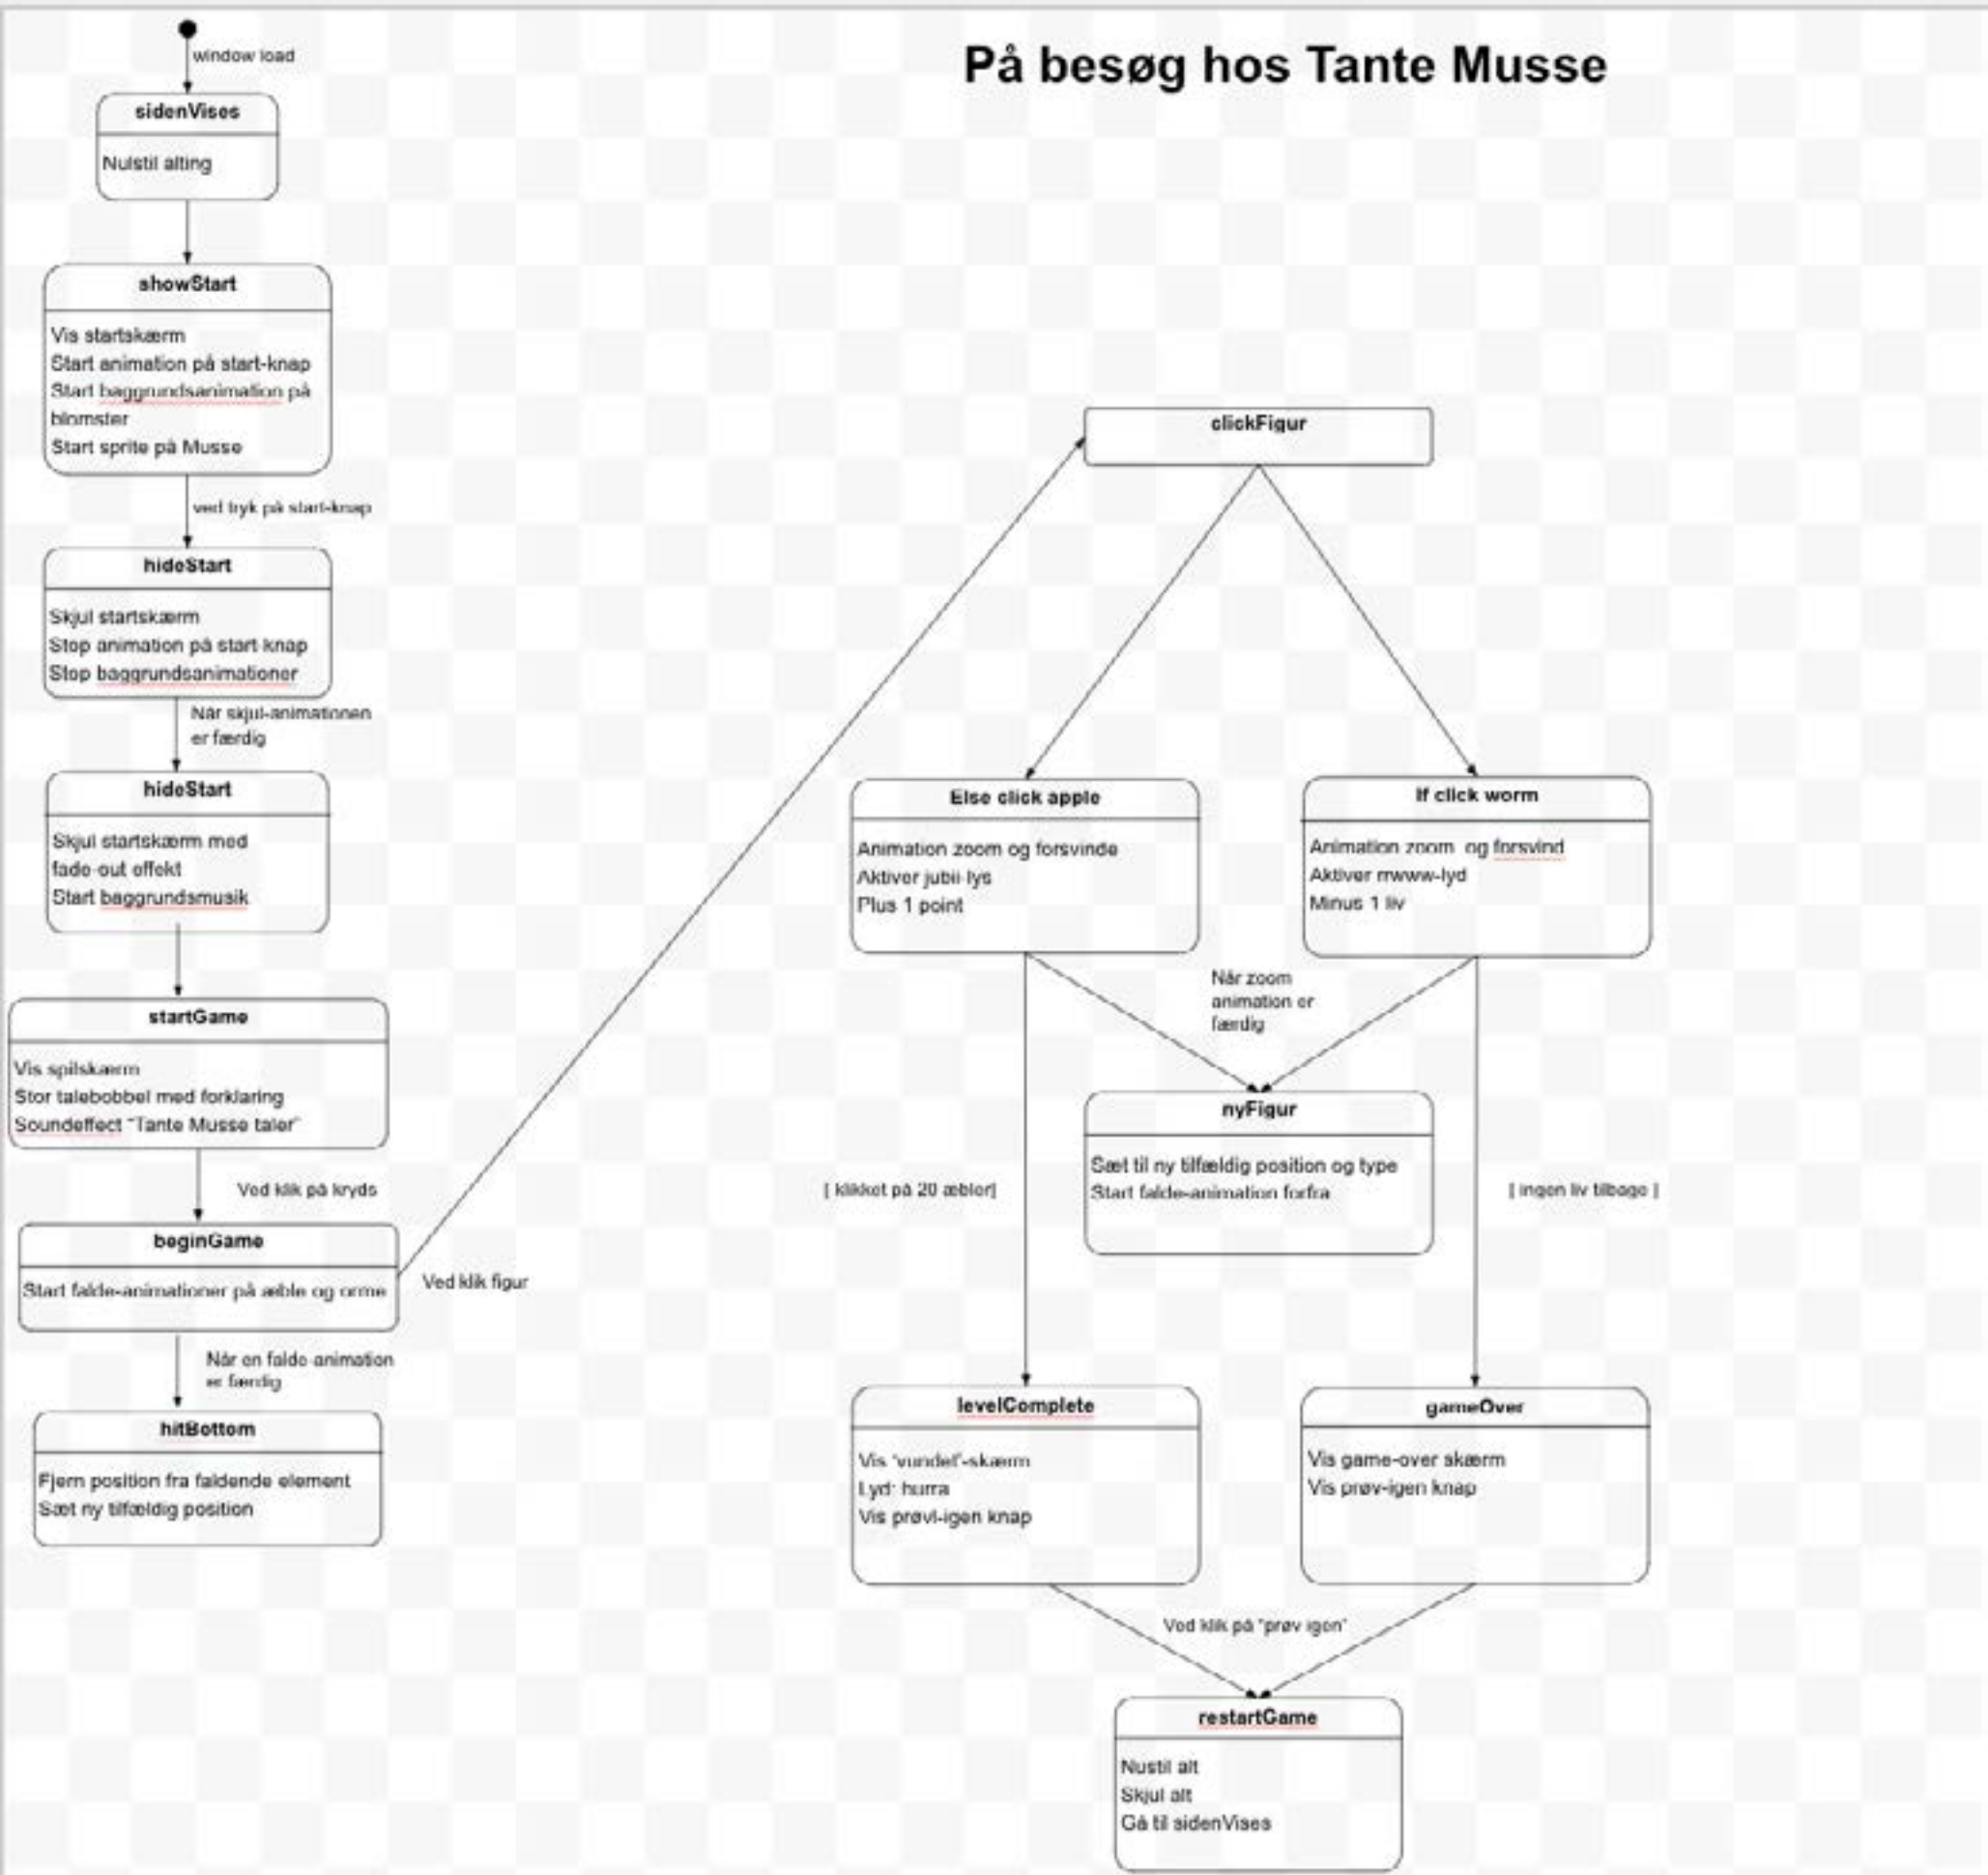 På besøg hos Tante Musse
window load
sidenVises
Nulstil alting
showStart
Vis startskærm
Start animation på start-knap
Start baggrundsanimation på
blomster
Start sprite på Musse
ved tryk på start-knap
hideStart
Skjul startskærm
Stop animation på start-knap
Stop baggrundsanimationer
Når skjul-animationen
er færdig
hideStart
Skjul startskærm med
fade-out effekt
Start baggrundsmusik
startGame
Vis spilskærm
Stor talebobbel med forklaring
Soundeffect "Tante Musse taler"
Ved klik på kryds
beginGame
Start falde-animationer på æble og orme
Ved klik figur
Når en falde-animation
er færdig
hitBottom
Fjern position fra faldende element
Sæt ny tilfældig position
clickFigur
Else click apple
Animation zoom og forsvinde
Aktiver jubii-lys
Plus 1 point
If click worm
Animation zoom og forsvind
Aktiver rwww-lyd
Minus 1 liv
Når zoom
animation er
færdig
nyFigur
Sæt til ny tilfældig position og type
Start falde-animation forfra
[ klikket på 20 æbler]
[ ingen liv tilbage ]
levelComplete
Vis 'vundet'-skærm
Lyd: hurra
Vis prøvl-igen knap
gameOver
Vis game-over skærm
Vis prøv-igen knap
Ved klik på "prøv igen"
restartGame
Nustil alt
Skjul alt
Gå til sidenVises